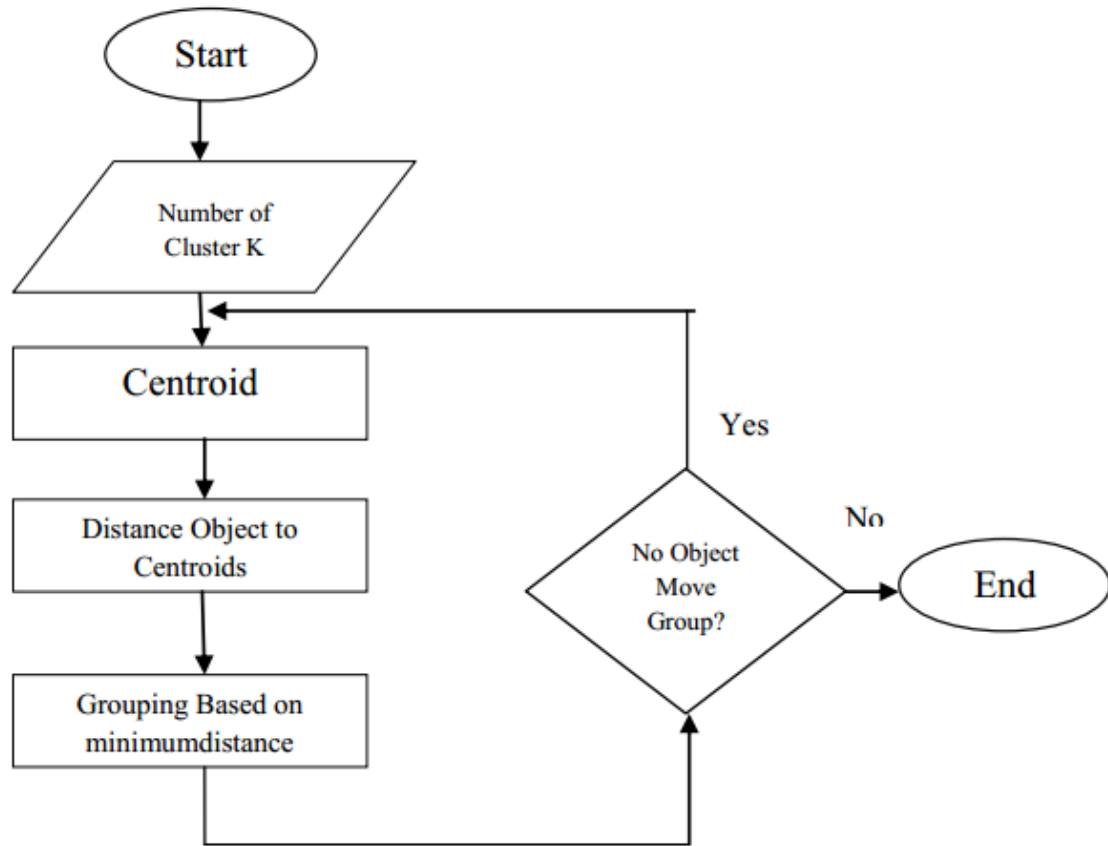 Start
Number of
Cluster K
Centroid
Distance Object to
Centroids
Grouping Based on
minimumdistance
Yes
No Object
Move
Group?
No
End